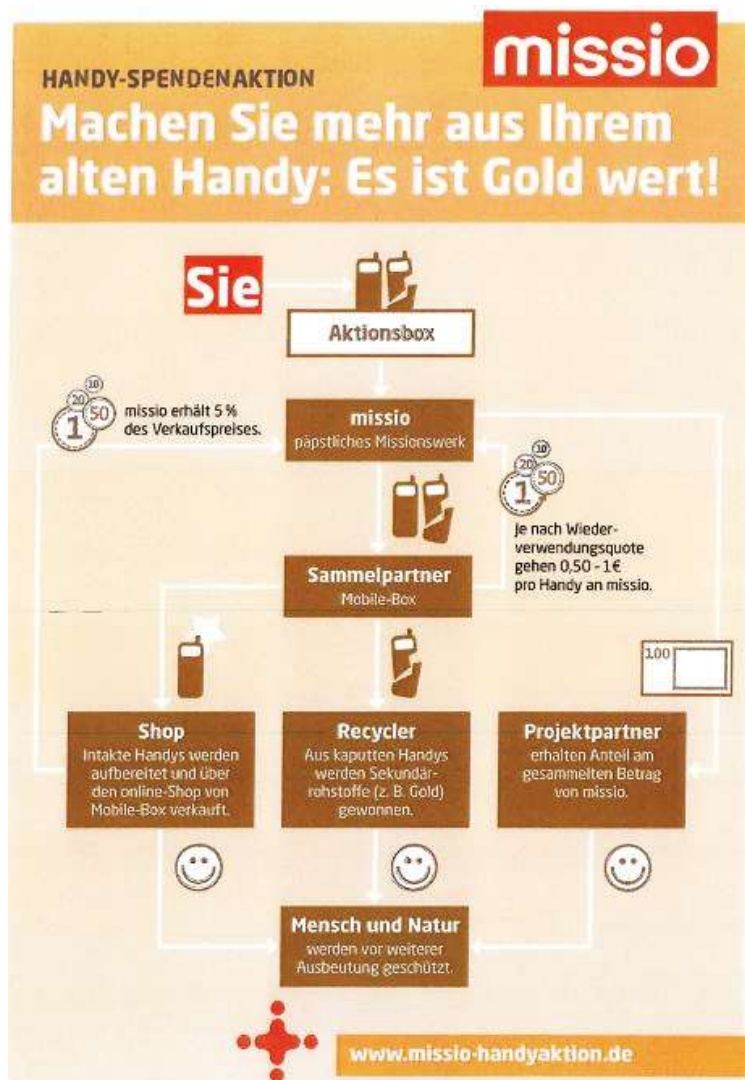 missio
HANDY-SPENDENAKTION
Machen Sie mehr aus Ihrem
alten Handy: Es ist Gold wert!
Sie
Aktionsbox
10
20
1
50
missio erhält 5 %
des Verkaufspreises.
missio
päpstliches Missionswerk
10
20
1
50
Je nach Wieder-
verwendungsquote
gehen 0,50 - 1€
pro Handy an missio.
Sammelpartner
Mobile-Box
100
Shop
Intakte Handys werden
aufbereitet und über
den online-Shop von
Mobile-Box verkauft.
Recycler
Aus kaputten Handys
werden Sekundär-
rohstoffe (z. B. Gold)
gewonnen.
Projektpartner
erhalten Anteil am
gesammelten Betrag
von missio.
Mensch und Natur
werden vor weiterer
Ausbeutung geschützt.
www.missio-handyaktion.de